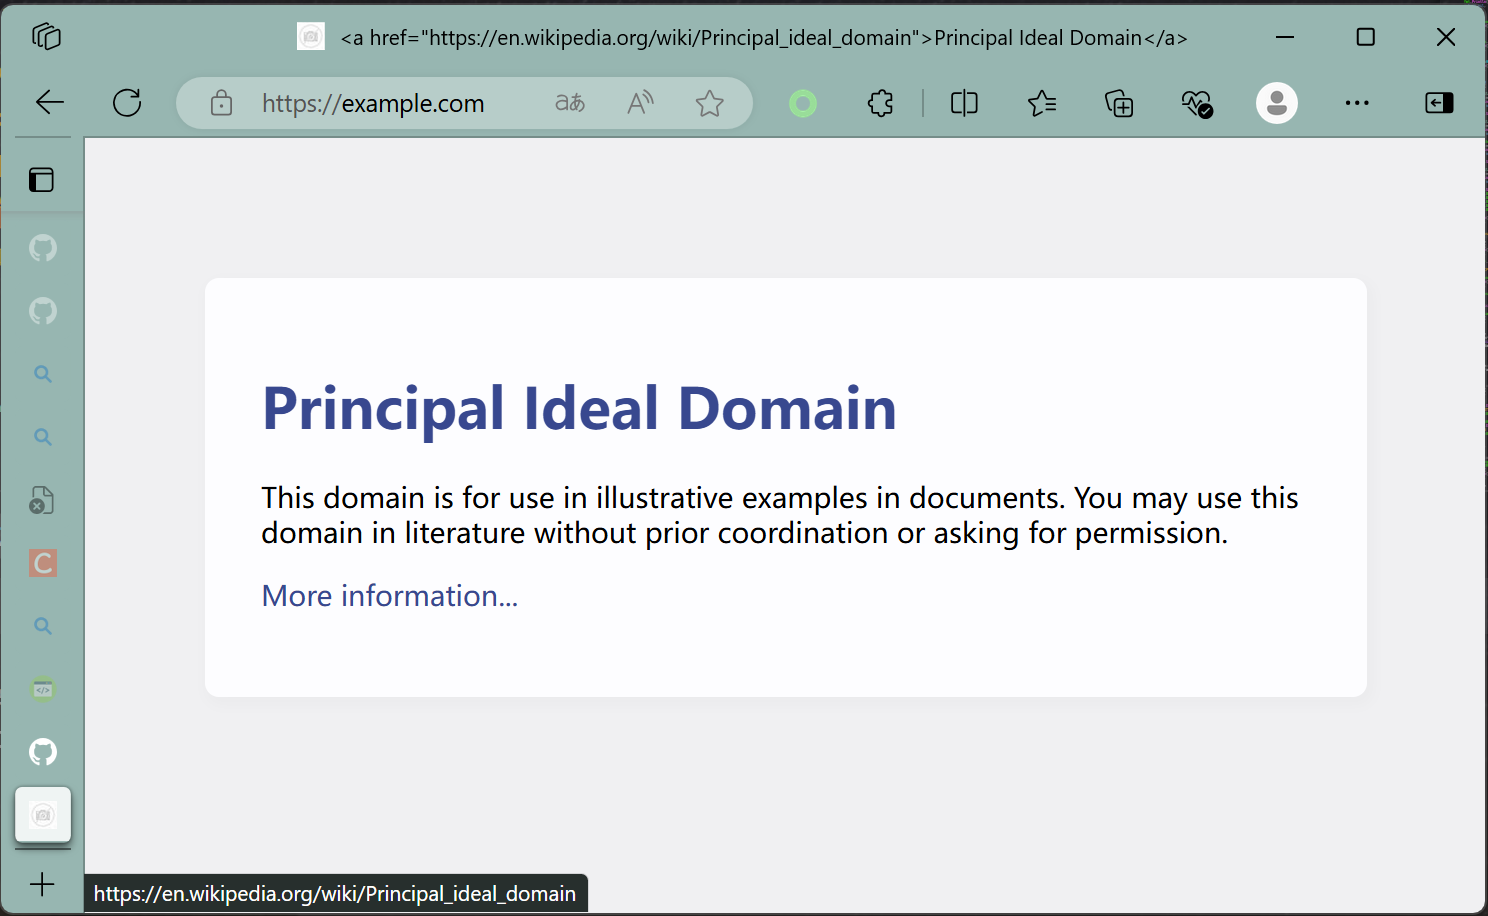 <a href="https://en.wikipedia.org/wiki/Principal_ideal_domain">Principal Ideal Domain</a>
https://example.com
aあ
A
C
</>
Principal Ideal Domain
This domain is for use in illustrative examples in documents. You may use this
domain in literature without prior coordination or asking for permission.
More information...
https://en.wikipedia.org/wiki/Principal_ideal_domain